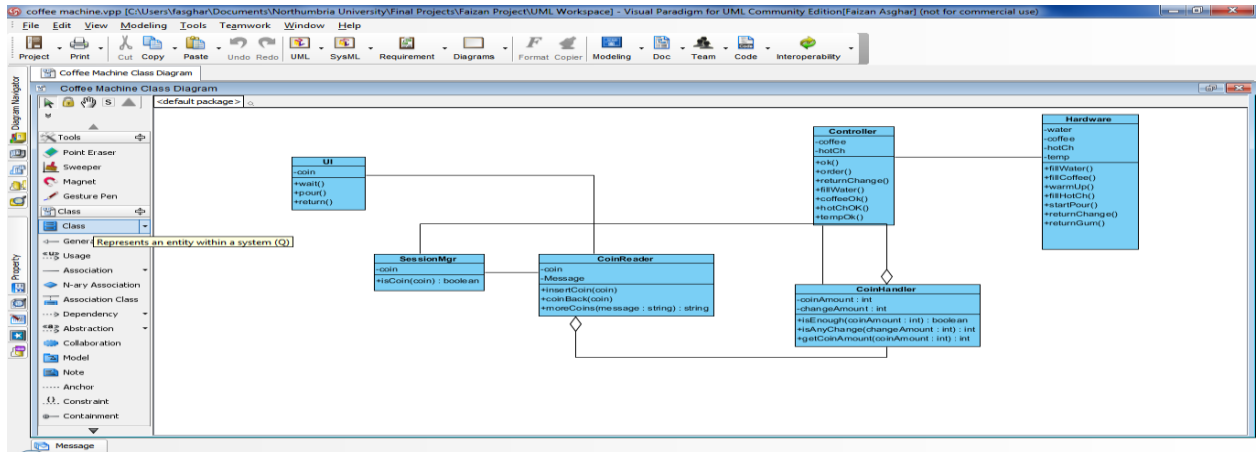 coffee machine.vpp [C:\Users\fasghar\Documents\Northumbria University\Final Projects\Faizan Project\UML Workspace] - Visual Paradigm for UML Community Edition[Faizan Asghar] (not for commercial use)
File Edit View Modeling Tools Teamwork Window Help
Project Print Cut Copy Paste Undo Redo UML SysML Requirement Diagrams Format Copier Modeling Doc Team Code Interoperability
Coffee Machine Class Diagram
Coffee Machine Class Diagram
<default package>
Diagram Navigator
Property
Tools
Point Eraser
Sweeper
Magnet
Gesture Pen
Class
Class
Represents an entity within a system (Q)
Usage
Association
N-ary Association
Association Class
Dependency
Abstraction
Collaboration
Model
Note
Anchor
Constraint
Containment
UI
-coin
+wait()
+pour()
+return()
SessionMgr
-coin
+isCoin(coin) : boolean
CoinReader
-coin
-Message
+insertCoin(coin)
+coinBack(coin)
+moreCoins(message : string) : string
Controller
-coffee
-hotCh
+ok()
+order()
+returnChange()
+fillWater()
+coffeeOk()
+hotChOK()
+tempOk()
CoinHandler
-coinAmount : int
-changeAmount : int
+isEnough(coinAmount : int) : boolean
+isAnyChange(changeAmount : int) : int
+getCoinAmount(coinAmount : int) : int
Hardware
-water
-coffee
-hotCh
-temp
+fillWater()
+fillCoffee()
+warmUp()
+fillHotCh()
+startPour()
+returnChange()
+returnGum()
Message